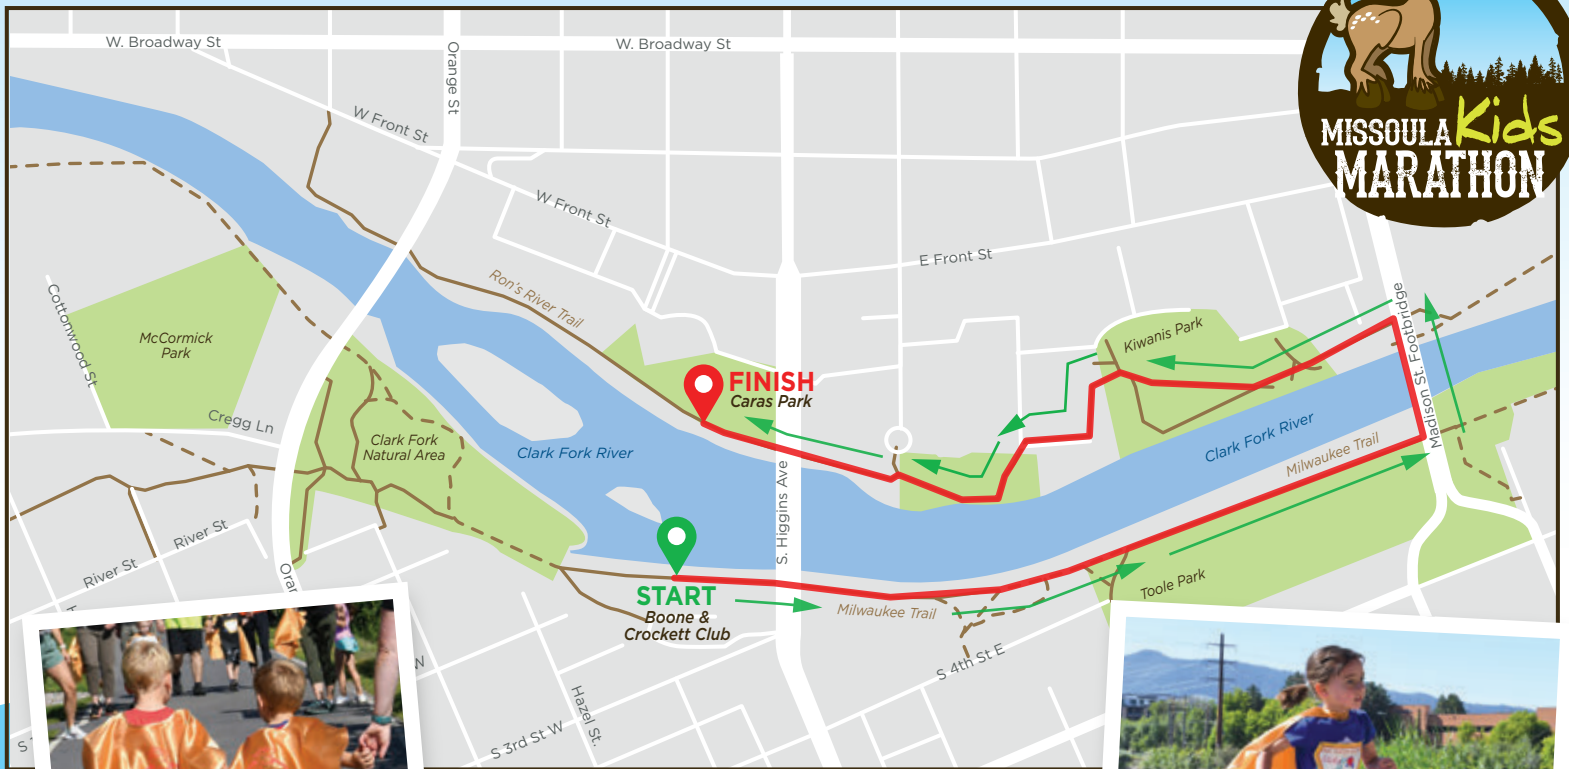 W. Broadway St
W. Broadway St
Orange St
W Front St
MISSOULA Kids
MARATHON
W Front St
E Front St
Ron's River Trail
Cottonwood St
McCormick
Park
Kiwanis Park
Madison St. Footbridge
FINISH
Caras Park
Cregg Ln
Clark Fork
Natural Area
Clark Fork River
Clark Fork River
Milwaukee Trail
S. Higgins Ave
River St
River St
START
Boone &
Crockett Club
Milwaukee Trail
Toole Park
S 4th St E
Hazel St.
S 3rd St W